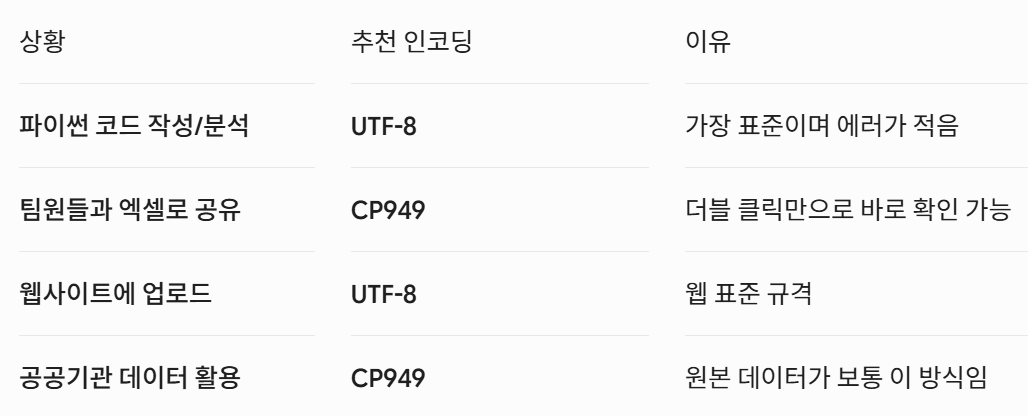 상황 추천 인코딩 이유
파이썬 코드 작성/분석 UTF-8 가장 표준이며 에러가 적음
팀원들과 엑셀로 공유 CP949 더블 클릭만으로 바로 확인 가능
웹사이트에 업로드 UTF-8 웹 표준 규격
공공기관 데이터 활용 CP949 원본 데이터가 보통 이 방식임